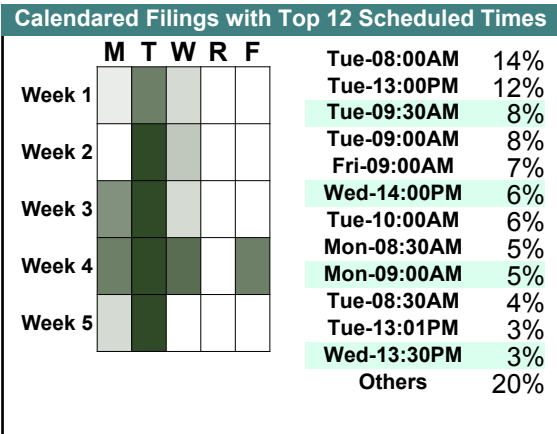 Calendared Filings with Top 12 Scheduled Times
M T W R F
Week 1
Week 2
Week 3
Week 4
Week 5
Tue-08:00AM 14%
Tue-13:00PM 12%
Tue-09:30AM 8%
Tue-09:00AM 8%
Fri-09:00AM 7%
Wed-14:00PM 6%
Tue-10:00AM 6%
Mon-08:30AM 5%
Mon-09:00AM 5%
Tue-08:30AM 4%
Tue-13:01PM 3%
Wed-13:30PM 3%
Others 20%